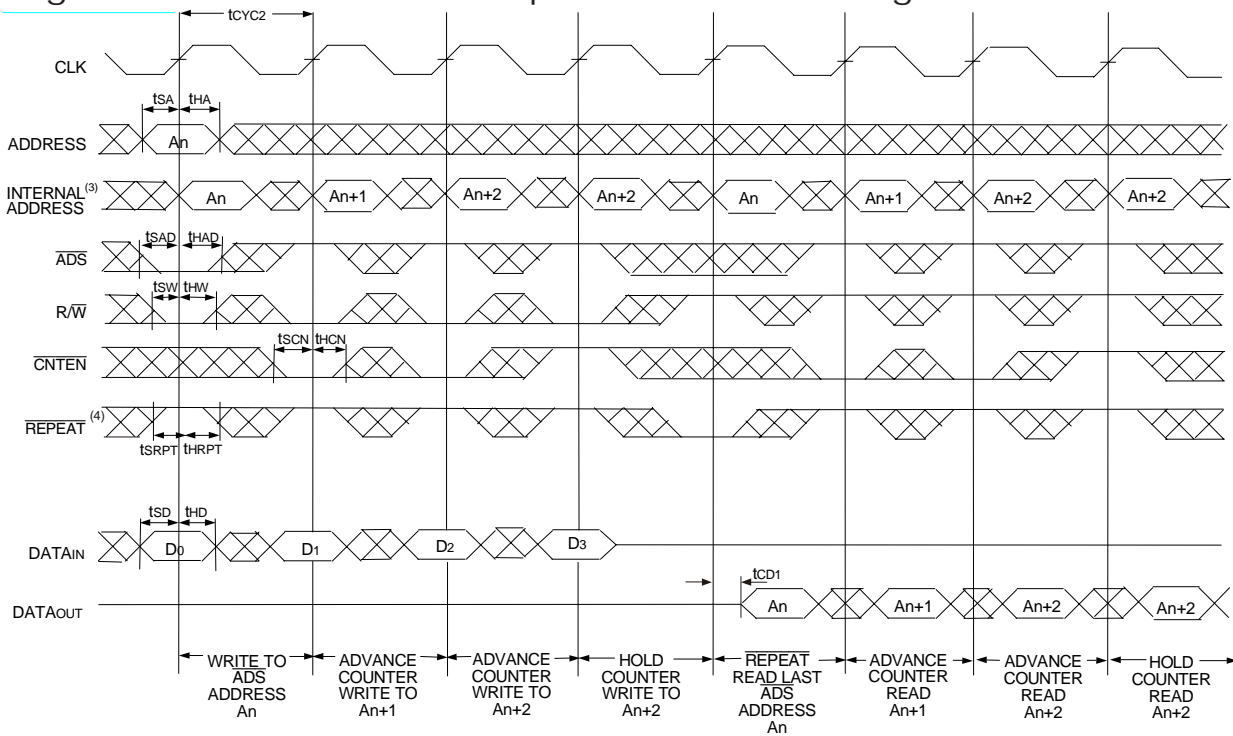 tCYC2
CLK
tSA tHA
ADDRESS An
INTERNAL(3) ADDRESS An An+1 An+2 An+2 An An+1 An+2 An+2
tSAD tHAD
ADS
tSW tHW
R/W
tSCN tHCN
CNTEN
REPEAT (4)
tSRPT tHRPT
tSD tHD
DATAIN D0 D1 D2 D3
tCD1
DATAOUT An An+1 An+2 An+2
WRITE TO
ADS
ADDRESS
An
ADVANCE
COUNTER
WRITE TO
An+1
ADVANCE
COUNTER
WRITE TO
An+2
HOLD
COUNTER
WRITE TO
An+2
REPEAT
READ LAST
ADS
ADDRESS
An
ADVANCE
COUNTER
READ
An+1
ADVANCE
COUNTER
READ
An+2
HOLD
COUNTER
READ
An+2